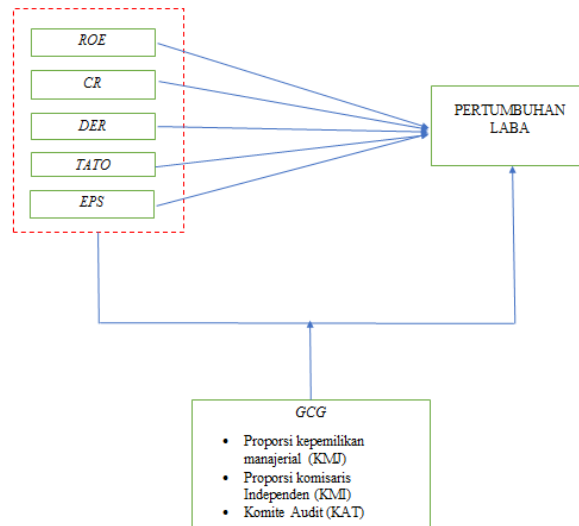 ROE
CR
DER
TATO
EPS
PERTUMBUHAN
LABA
GCG
• Proporsi kepemilikan
manajerial (KMJ)
• Proporsi komisaris
Independen (KMI)
• Komite Audit (KAT)